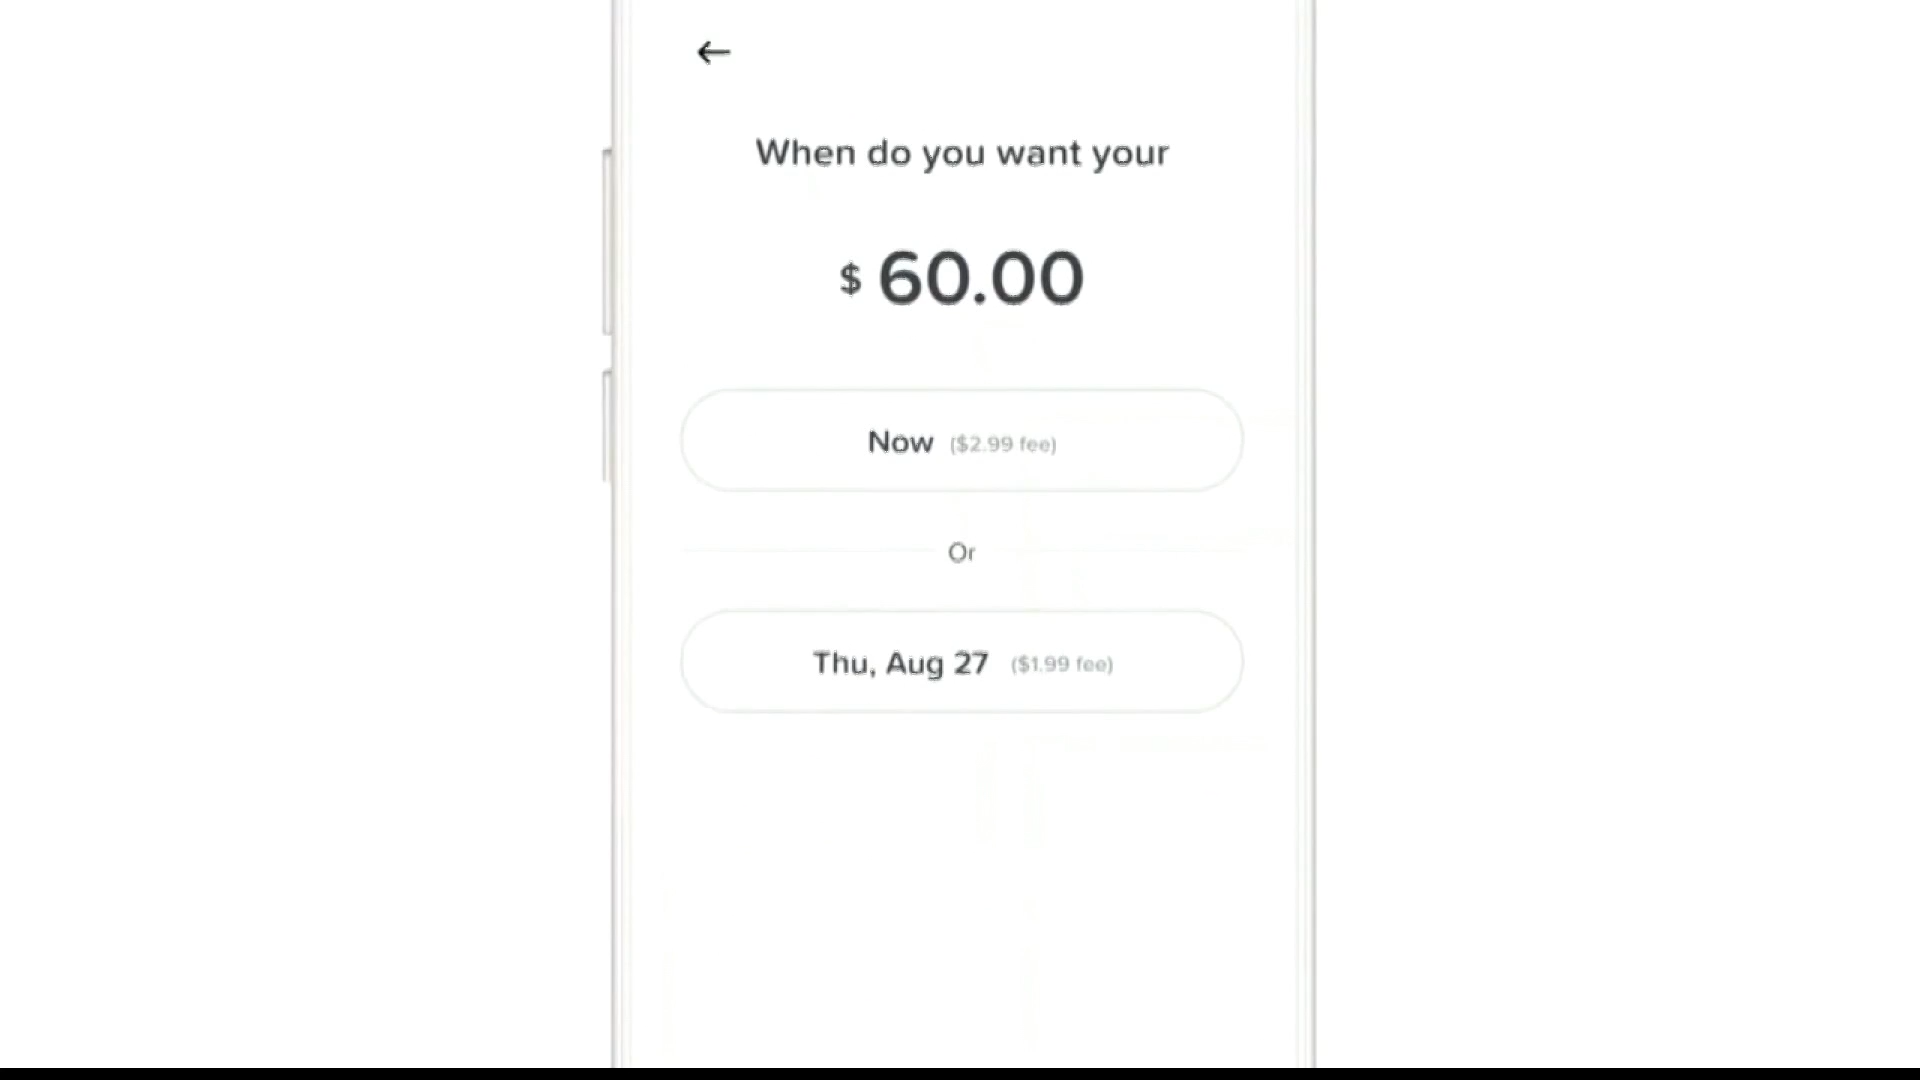 When do you want your
$ 60.00
Now ($2.99 fee)
Or
Thu, Aug 27 ($1.99 fee)